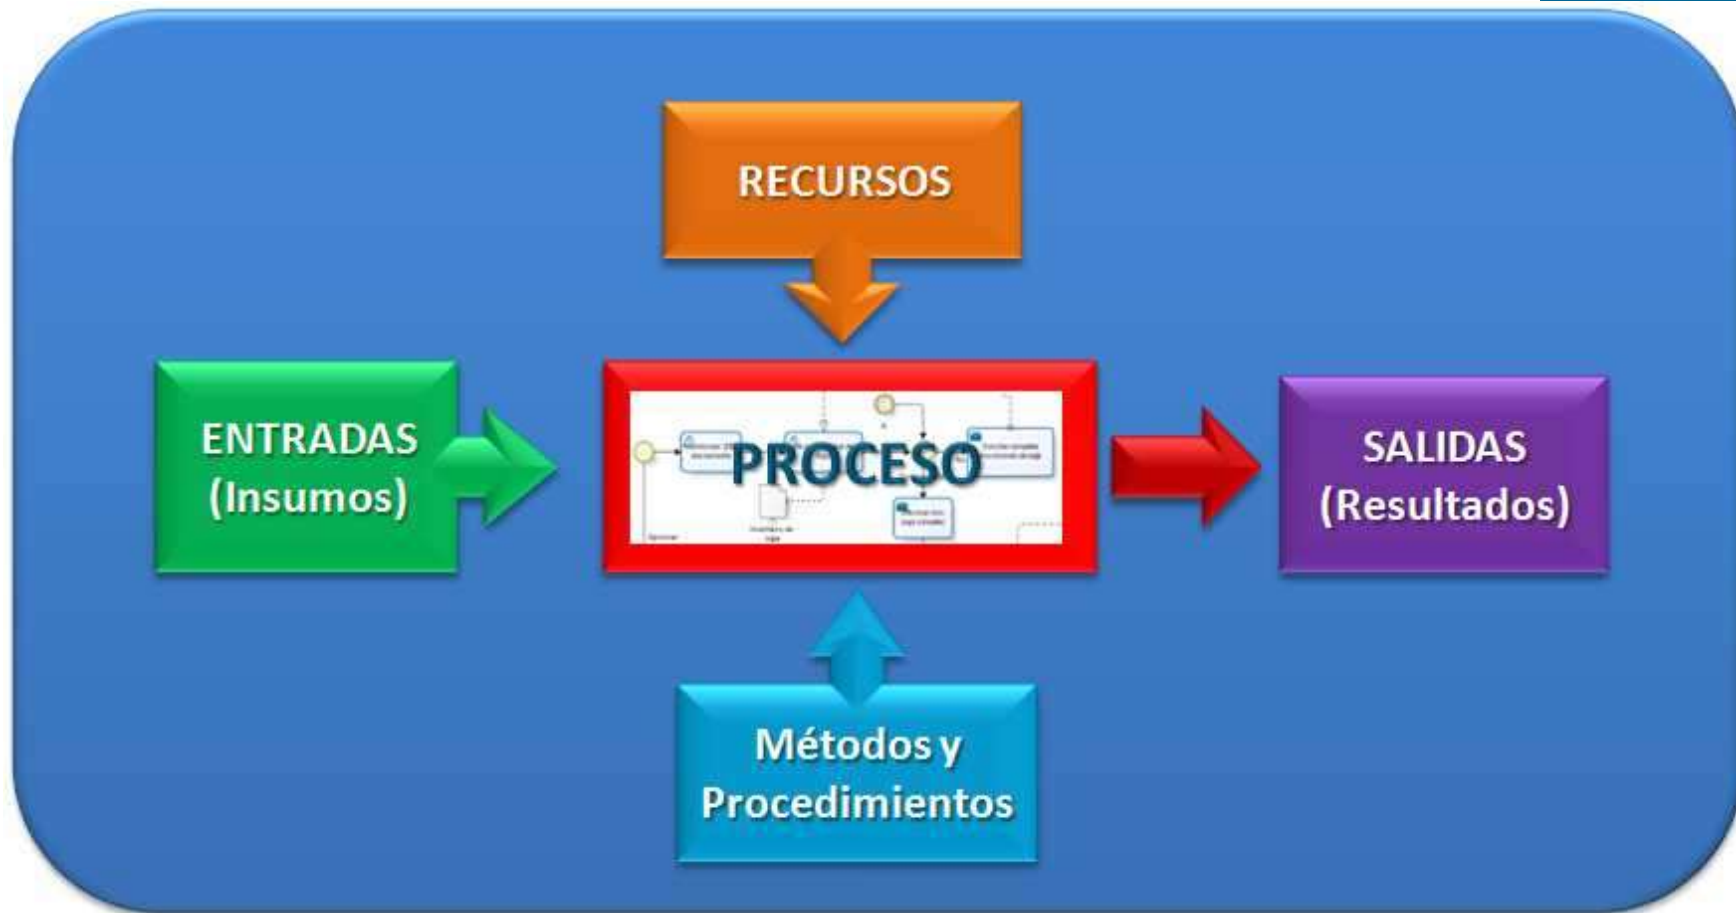 RECURSOS
ENTRADAS
(Insumos)
PROCESO
SALIDAS
(Resultados)
Métodos y
Procedimientos